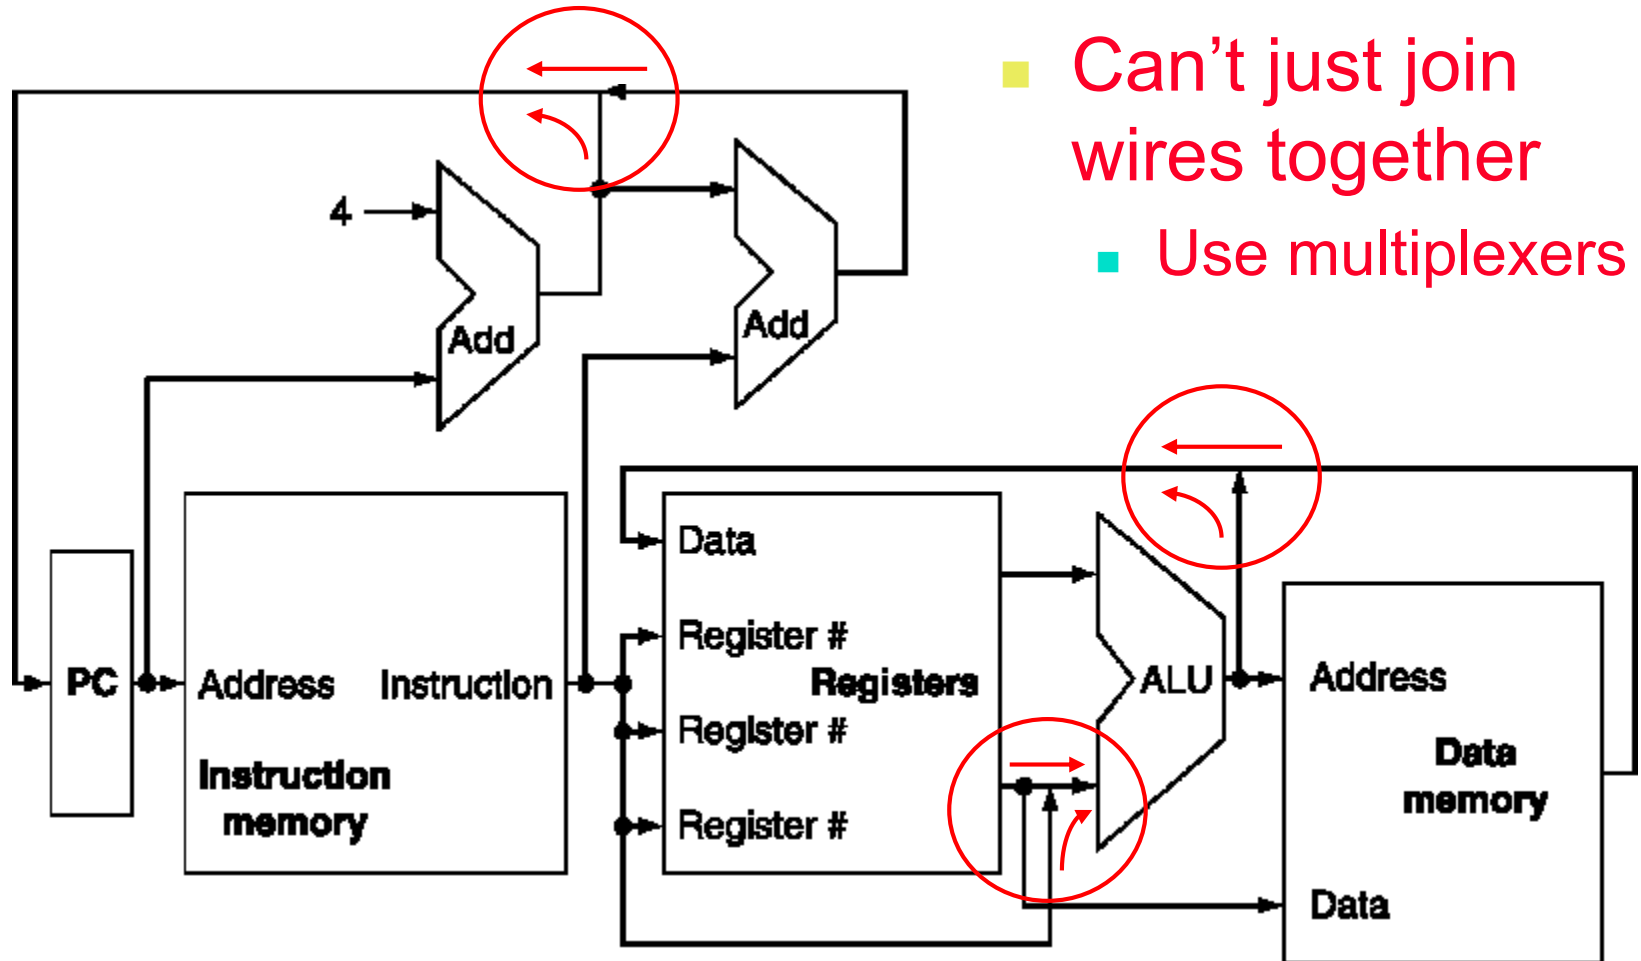 Can't just join
wires together
Use multiplexers
4
Add
Add
Data
Register #
PC
Address
Instruction
Registers
ALU
Address
Register #
Instruction
memory
Data
memory
Register #
Data